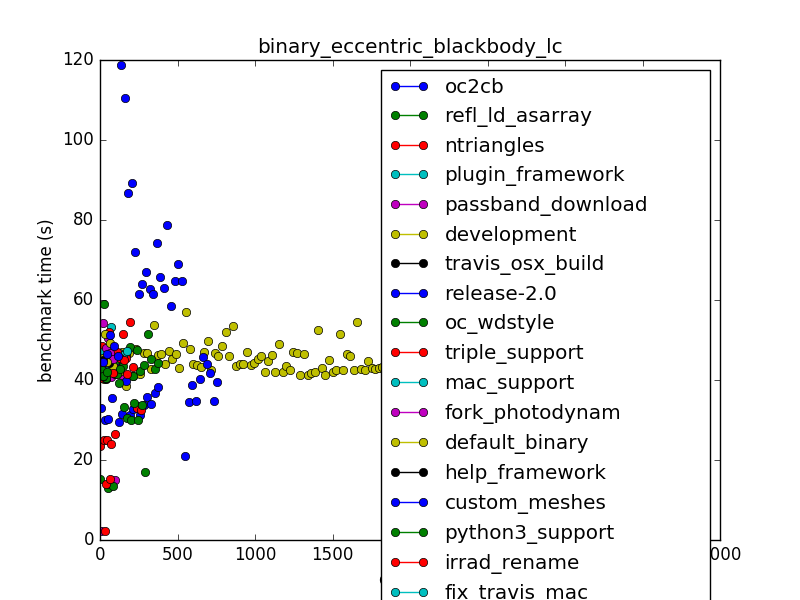 binary_eccentric_blackbody_lc
benchmark time (s)
120
100
80
60
40
20
0
0
500
1000
1500
000
oc2cb
refl_ld_asarray
ntriangles
plugin_framework
passband_download
development
travis_osx_build
release-2.0
oc_wdstyle
triple_support
mac_support
fork_photodynam
default_binary
help_framework
custom_meshes
python3_support
irrad_rename
fix_travis_mac